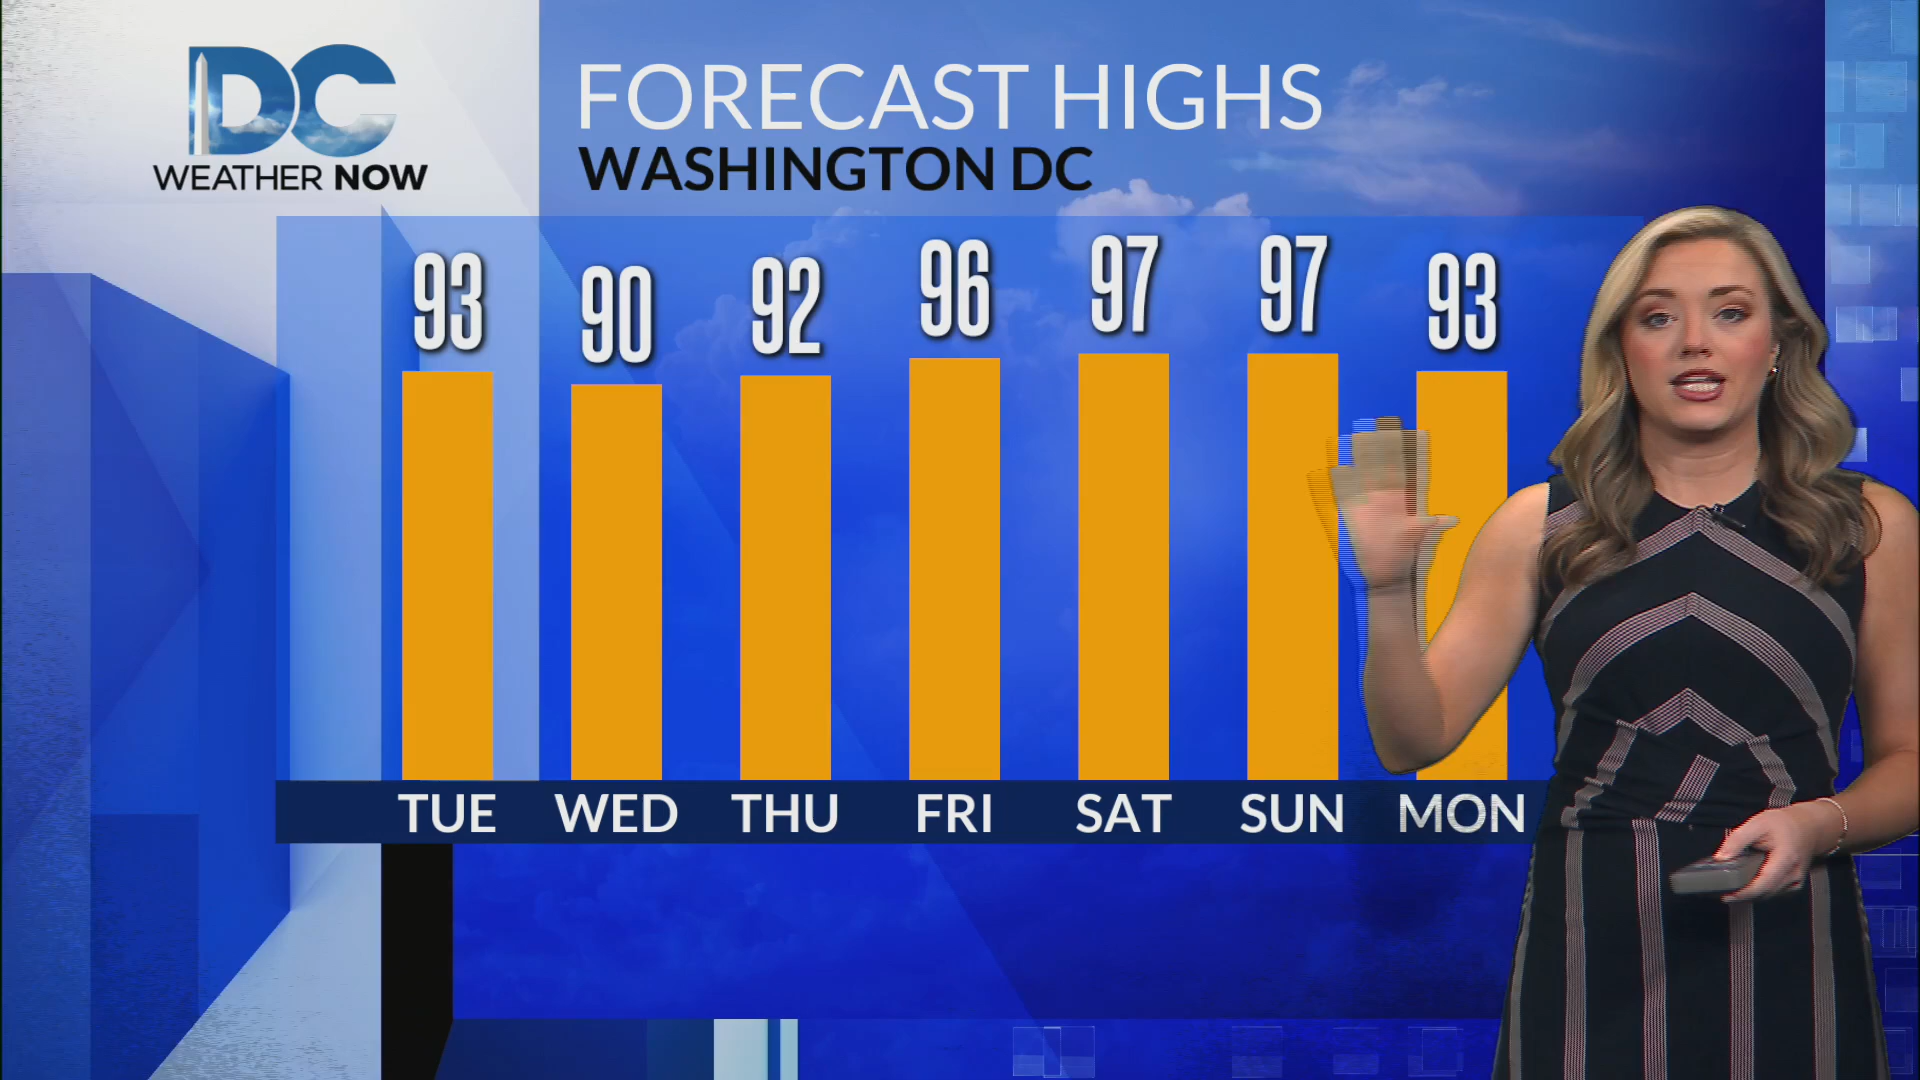 DC
WEATHER NOW
FORECAST HIGHS
WASHINGTON DC
93 90 92 96 97 97 93
TUE WED THU FRI SAT SUN MON